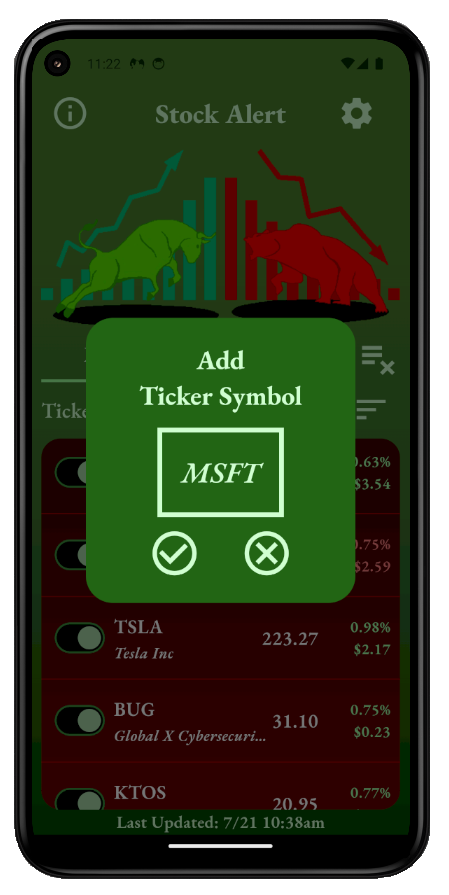 11:22
Stock Alert
Add
Ticker Symbol
MSFT
0.63%
$3.54
0.75%
$2.59
TSLA
Tesla Inc
223.27
0.98%
$2.17
BUG
Global X Cybersecuri...
31.10
0.75%
$0.23
KTOS
20.95
0.77%
Last Updated: 7/21 10:38am